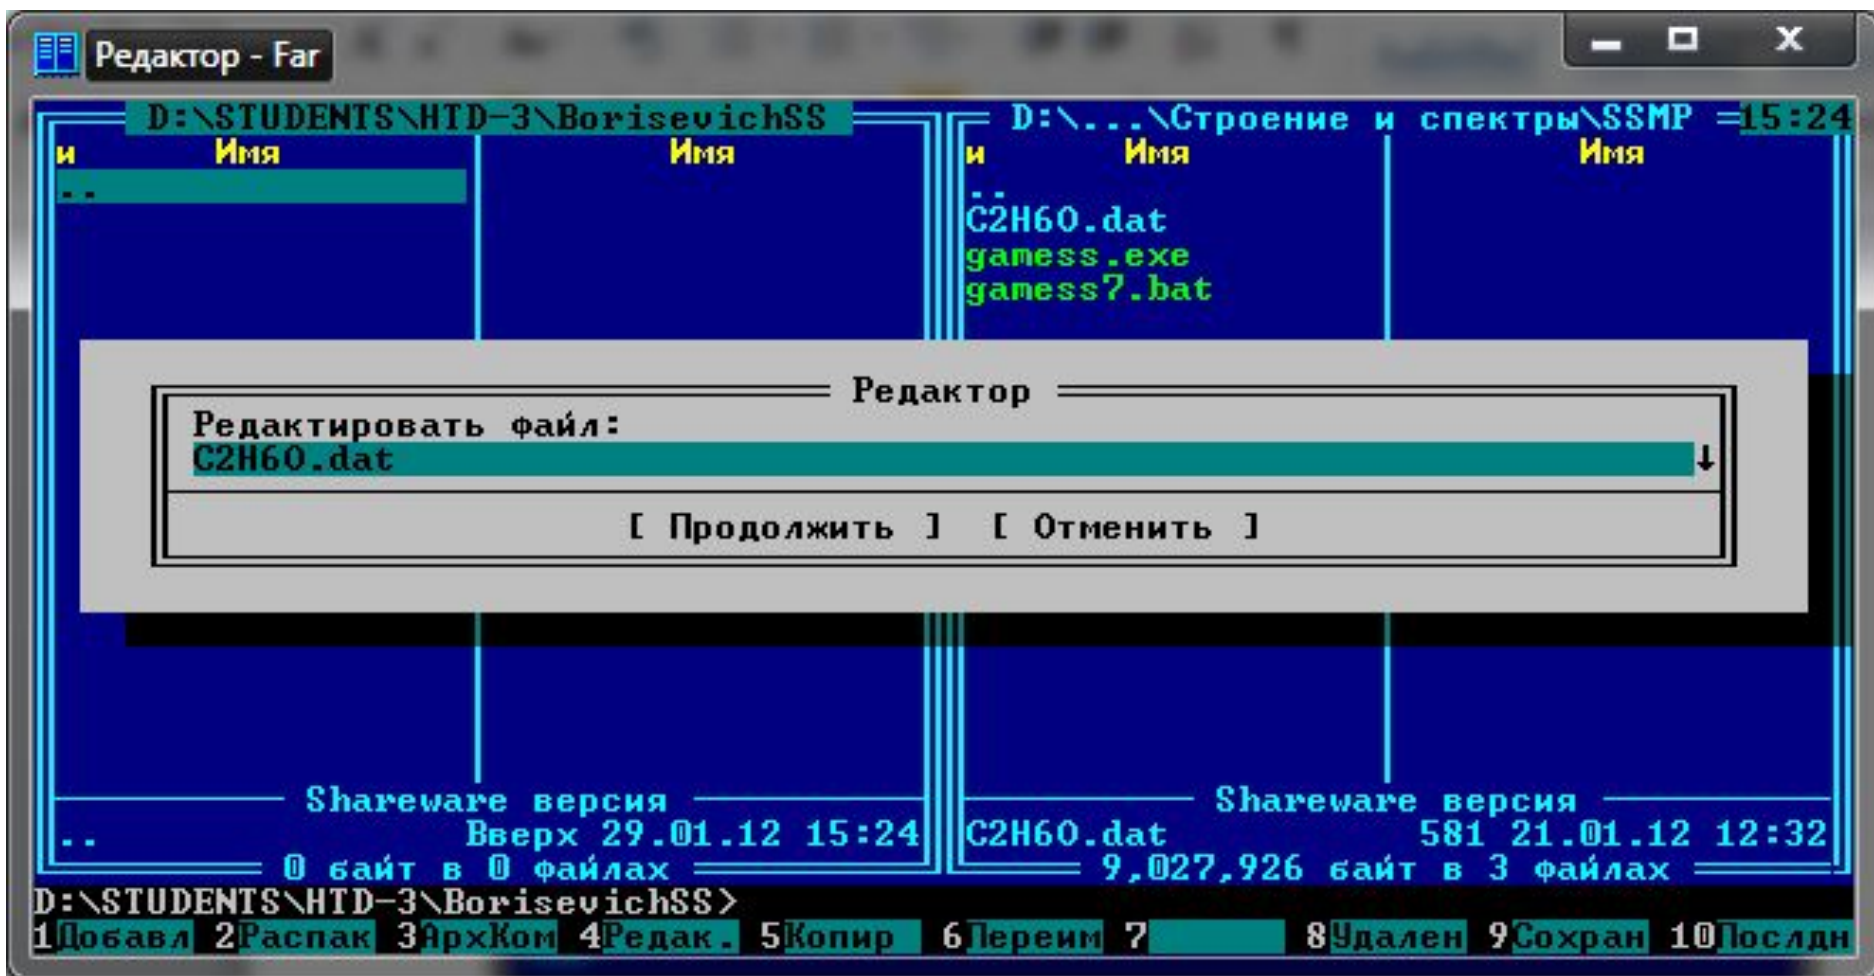 Редактор - Far
D:\STUDENTS\HTD-3\BorisevichSS D:\...\Строение и спектры\SSMP 15:24
и Имя Имя и Имя Имя
.. ..
C2H6O.dat
gamess.exe
gamess7.bat
Редактор
Редактировать файл:
C2H6O.dat ↓
[ Продолжить ] [ Отменить ]
Shareware версия Shareware версия
.. Вверх 29.01.12 15:24 C2H6O.dat 581 21.01.12 12:32
0 байт в 0 файлах 9,027,926 байт в 3 файлах
D:\STUDENTS\HTD-3\BorisevichSS>
1Добавл 2Распак 3АрхКом 4Редак. 5Копир 6Переим 7 8Удален 9Сохран 10Послдн